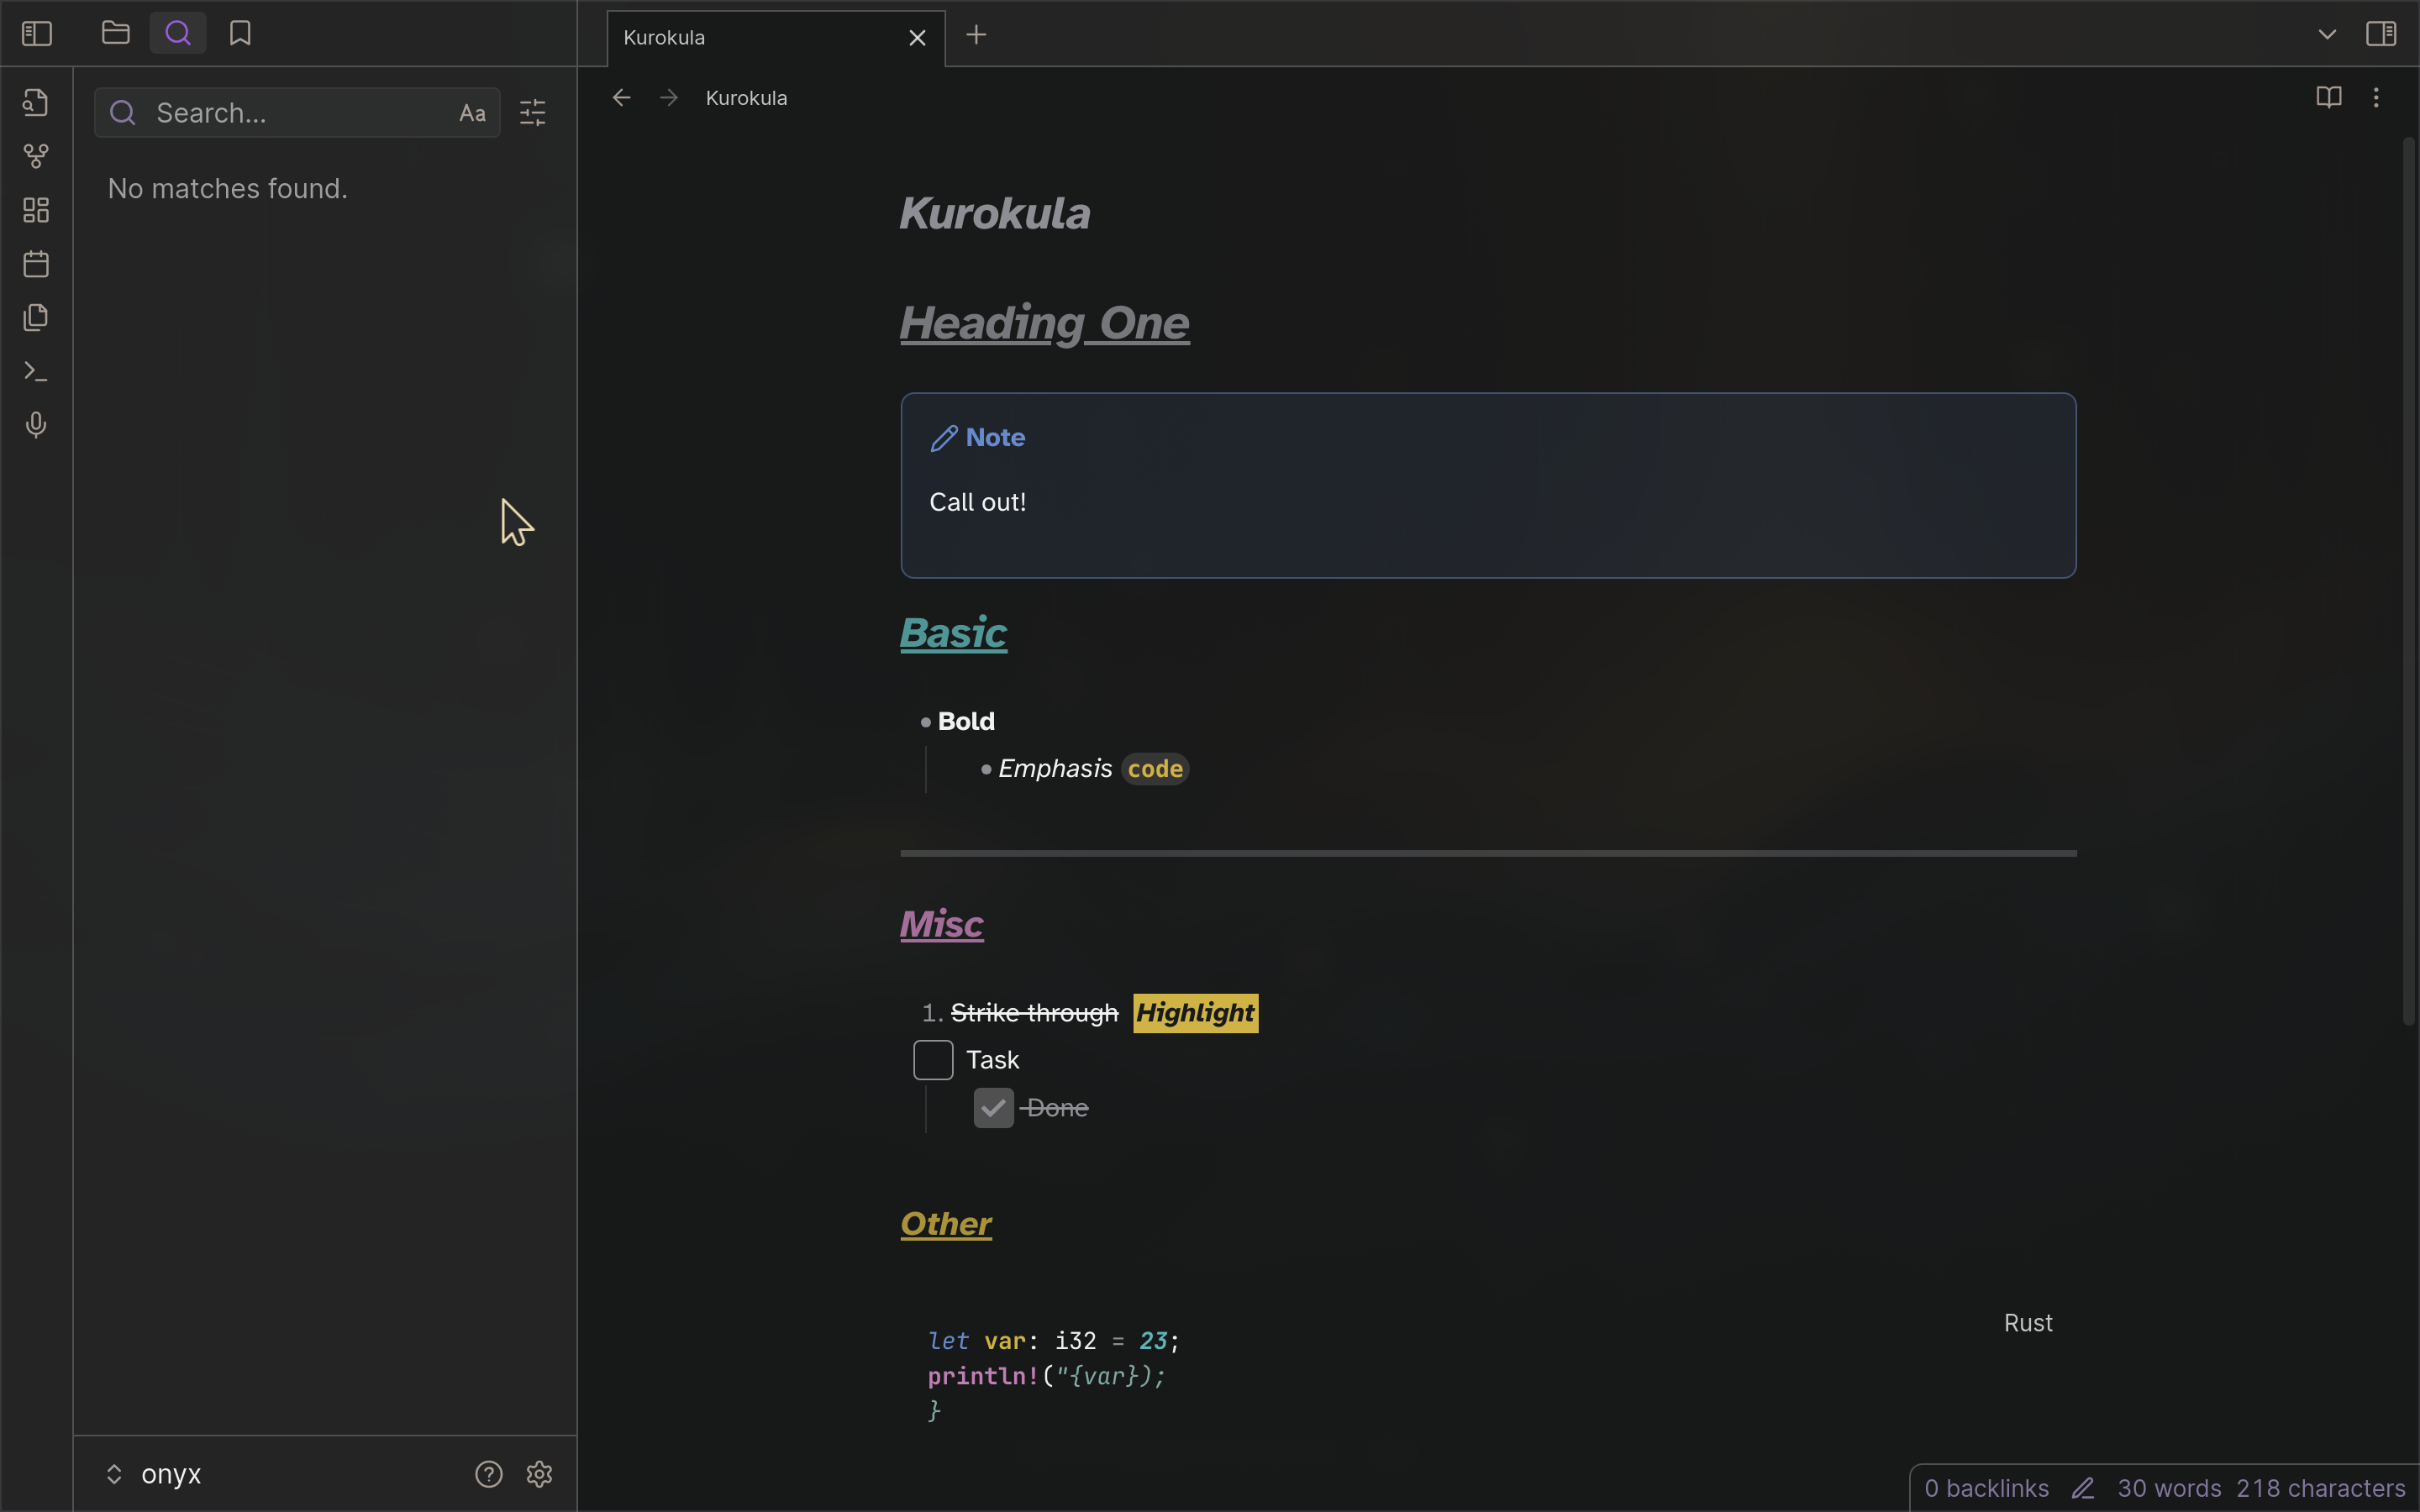 Kurokula
Search...
Aa
No matches found.
Kurokula
Kurokula
Heading One
Note
Call out!
Basic
Bold
Emphasis code
Misc
1. Strike through Highlight
Task
Done
Other
Rust
let var: i32 = 23;
println!("{var});
}
onyx
0 backlinks 30 words 218 characters